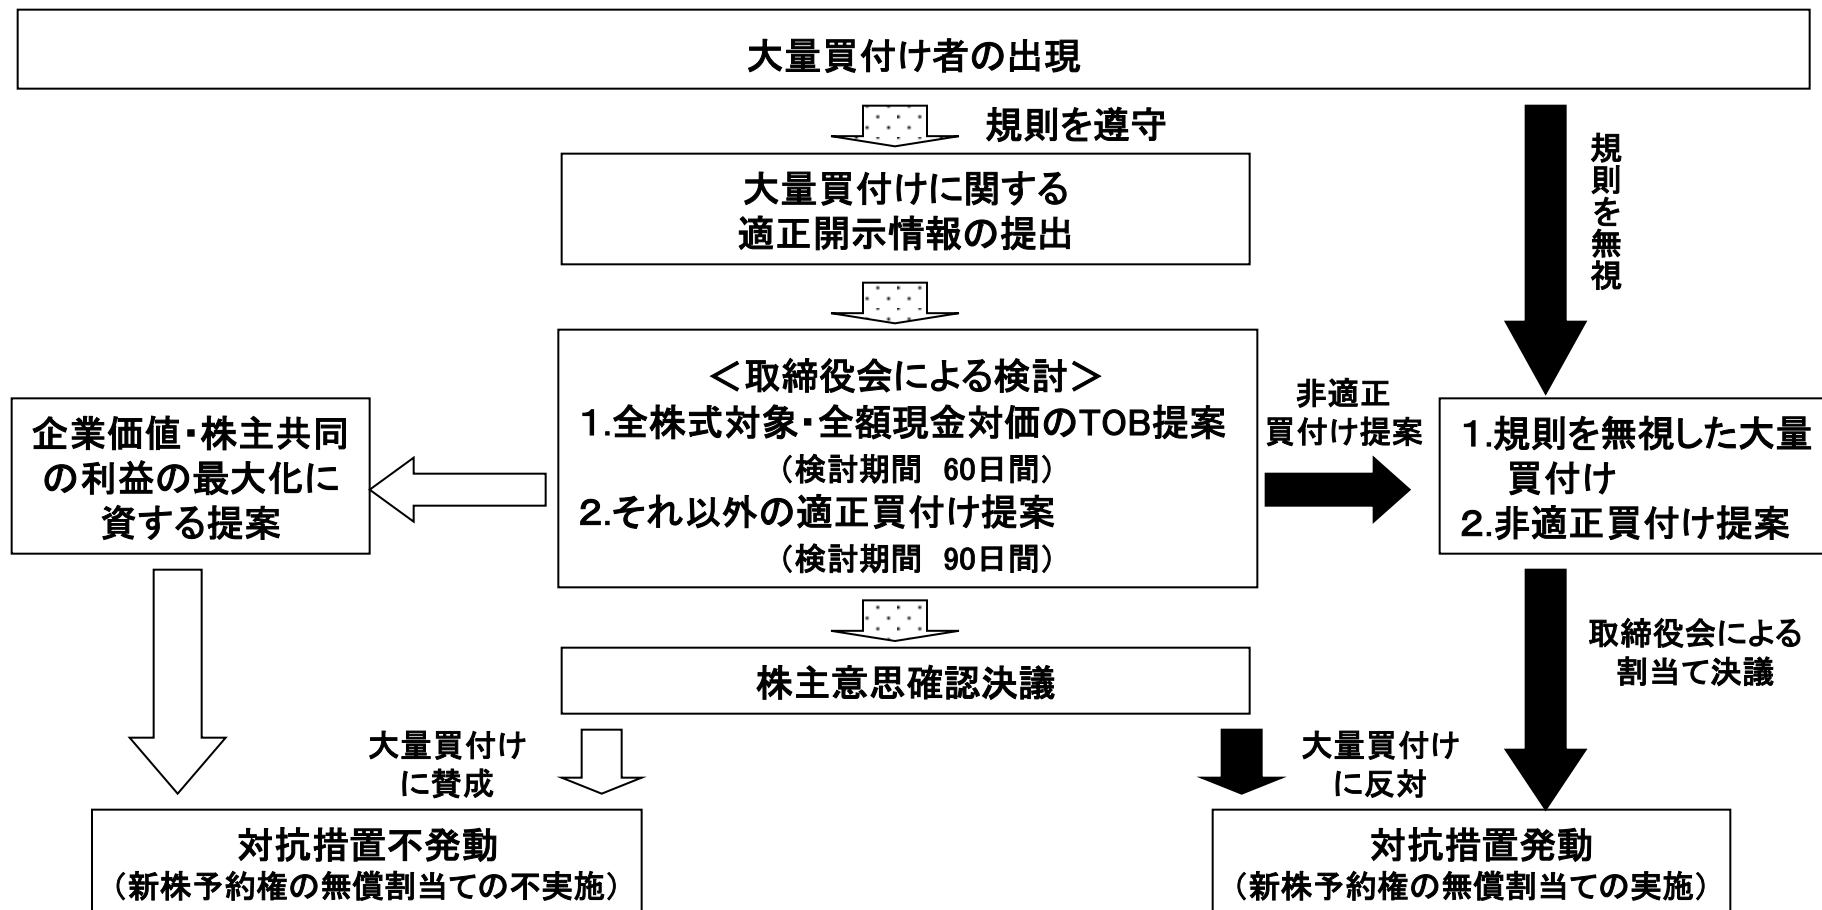 大量買付け者の出現
規則を遵守
規則を無視
大量買付けに関する
適正開示情報の提出
＜取締役会による検討＞
1.全株式対象・全額現金対価のTOB提案
（検討期間　60日間）
2.それ以外の適正買付け提案
（検討期間　90日間）
非適正
買付け提案
企業価値・株主共同
の利益の最大化に
資する提案
1.規則を無視した大量
買付け
2.非適正買付け提案
取締役会による
割当て決議
株主意思確認決議
大量買付け
に賛成
大量買付け
に反対
対抗措置不発動
（新株予約権の無償割当ての不実施）
対抗措置発動
（新株予約権の無償割当ての実施）